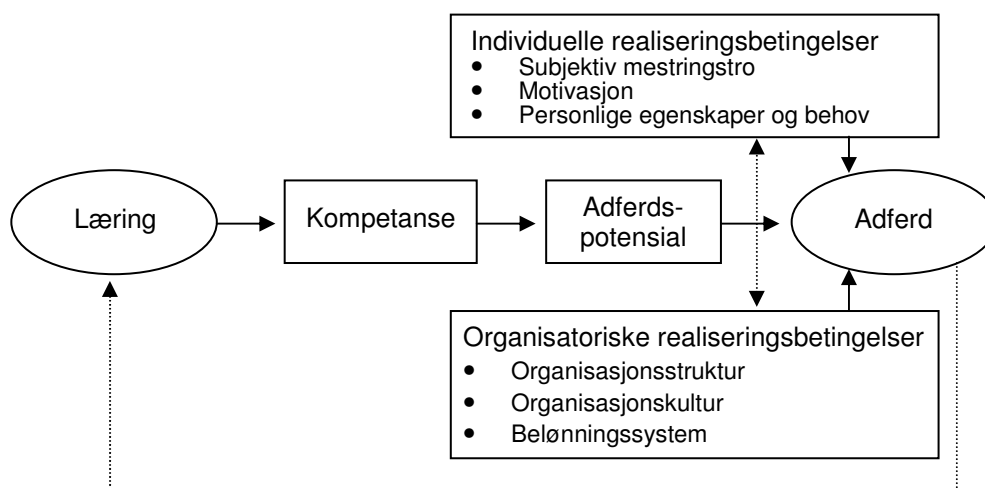 Individuelle realiseringsbetingelser
• Subjektiv mestringstro
• Motivasjon
• Personlige egenskaper og behov
Læring
Kompetanse
Adferds-
potensial
Adferd
Organisatoriske realiseringsbetingelser
• Organisasjonsstruktur
• Organisasjonskultur
• Belønningssystem